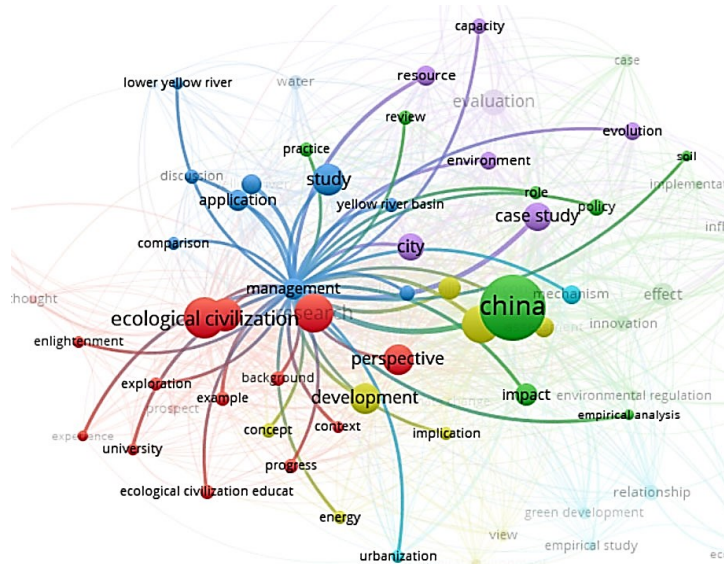 capacity
case
resource
lower yellow river
water
evaluation
review
evolution
practice
soil
environment
discussion
study
implementat
role
application
yellow river basin
policy
case study
infl
comparison
city
management
mechanism
effect
thought
china
research
ecological civilization
innovation
enlightenment
perspective
background
exploration
example
development
impact
environmental regulation
prospect
empirical analysis
concept
context
implication
experience
university
progress
ecological civilization educat
relationship
energy
green development
view
empirical study
urbanization
ec